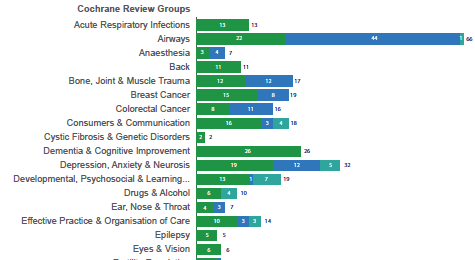 Cochrane Review Groups
Acute Respiratory Infections 13 13
Airways 22 44 1 66
Anaesthesia 3 4 7
Back 11 11
Bone, Joint & Muscle Trauma 12 12 17
Breast Cancer 15 8 19
Colorectal Cancer 8 11 16
Consumers & Communication 16 3 4 18
Cystic Fibrosis & Genetic Disorders 2 2
Dementia & Cognitive Improvement 26 26
Depression, Anxiety & Neurosis 19 12 5 32
Developmental, Psychosocial & Learning... 13 1 7 19
Drugs & Alcohol 6 4 10
Ear, Nose & Throat 4 3 7
Effective Practice & Organisation of Care 10 3 3 14
Epilepsy 5 5
Eyes & Vision 6 6